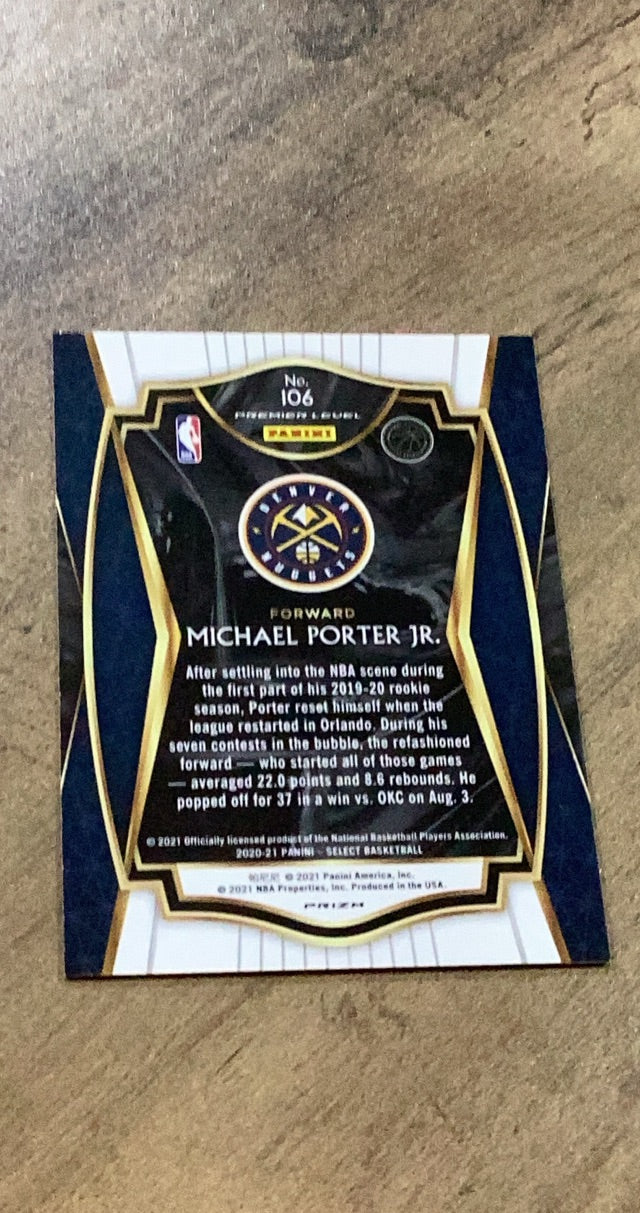 No.
106
PREMIER LEVEL
PANINI
NBA
DENVER
NUGGETS
FORWARD
MICHAEL PORTER JR.
After settling into the NBA scene during
the first part of his 2019-20 rookie
season, Porter reset himself when the
league restarted in Orlando. During his
seven contests in the bubble, the refashioned
forward — who started all of those games
— averaged 22.0 points and 8.6 rebounds. He
popped off for 37 in a win vs. OKC on Aug. 3.
© 2021 Officially licensed product of the National Basketball Players Association.
2020-21 PANINI - SELECT BASKETBALL
帕尼尼 © 2021 Panini America, Inc.
© 2021 NBA Properties, Inc. Produced in the USA.
PRIZM